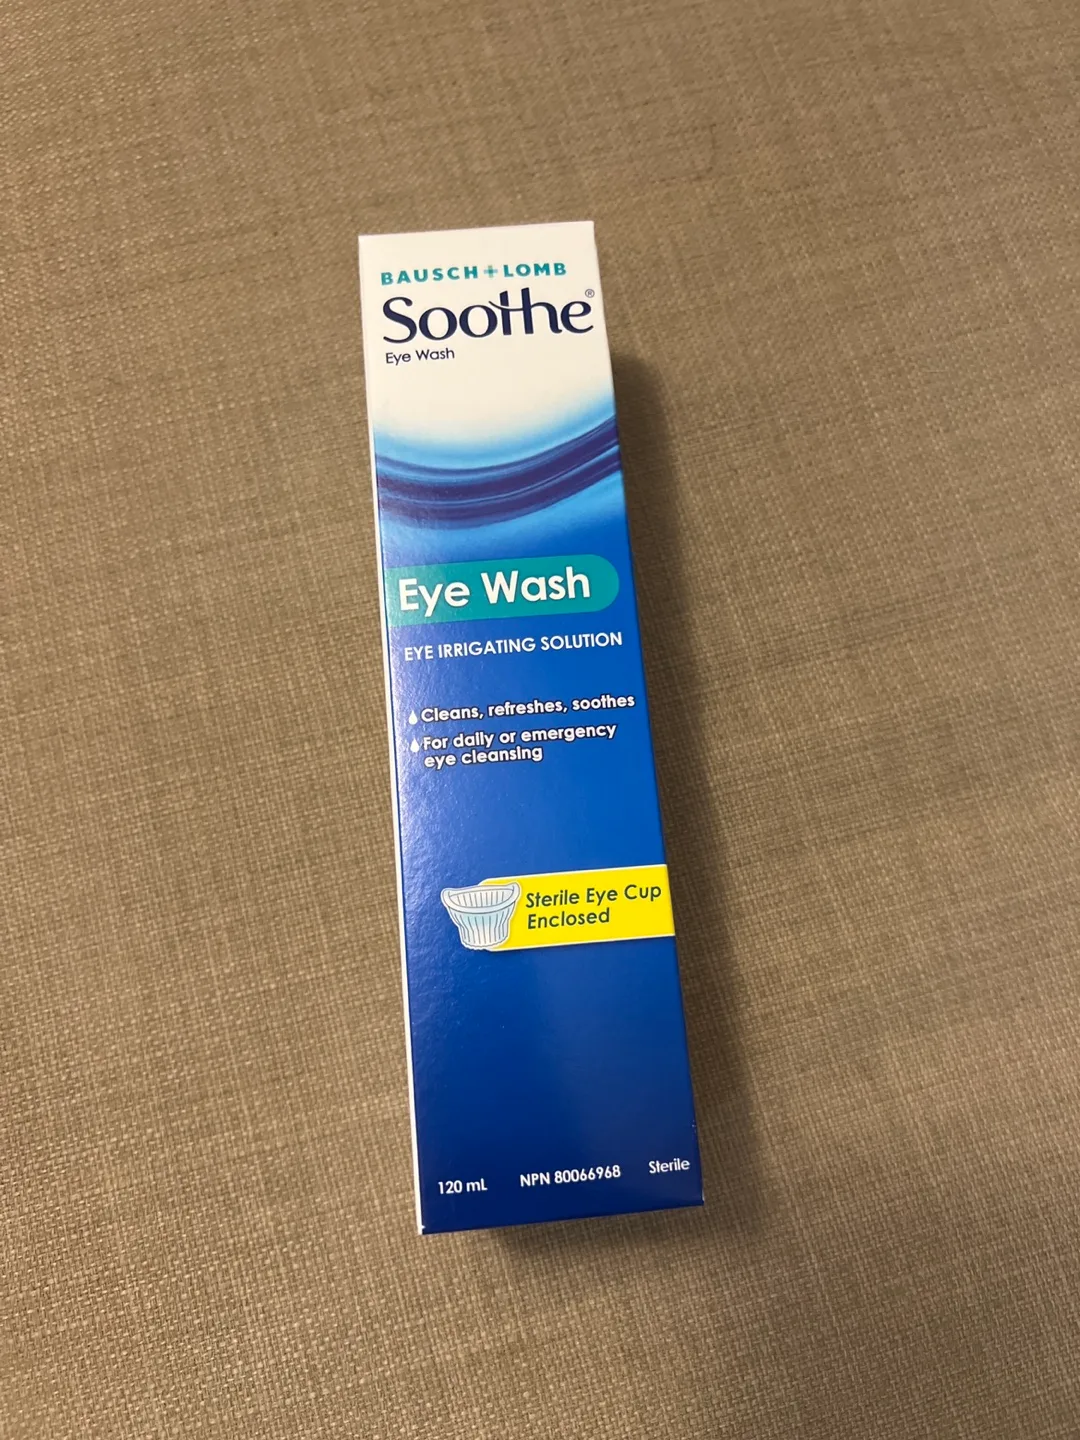 BAUSCH+LOMB
Soothe®
Eye Wash
Eye Wash
EYE IRRIGATING SOLUTION
Cleans, refreshes, soothes
For daily or emergency
eye cleansing
Sterile Eye Cup
Enclosed
120 mL NPN 80066968 Sterile